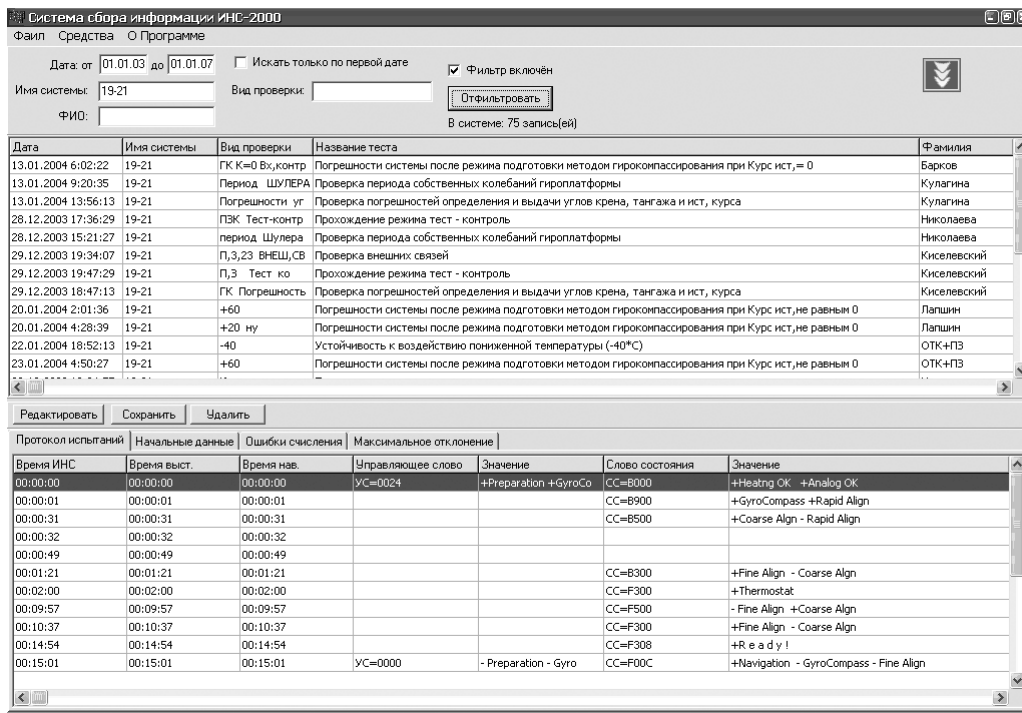 Система сбора информации ИНС-2000
Фаил Средства О Программе
Дата: от 01.01.03 до 01.01.07 Искать только по первой дате
Фильтр включён
Имя системы: 19-21 Вид проверки:
Отфильтровать
ФИО:
В системе: 75 запись(ей)
Дата Имя системы Вид проверки Название теста Фамилия
13.01.2004 6:02:22 19-21 ГК К=0 Вх,контр Погрешности системы после режима подготовки методом гирокомпассирования при Курс ист,= 0 Барков
13.01.2004 9:20:35 19-21 Период ШУЛЕРА Проверка периода собственных колебаний гироплатформы Кулагина
13.01.2004 13:56:13 19-21 Погрешности уг Проверка погрешностей определения и выдачи углов крена, тангажа и ист, курса Кулагина
28.12.2003 17:36:29 19-21 ПЗК Тест-контр Прохождение режима тест - контроль Николаева
28.12.2003 15:21:27 19-21 период Шулера Проверка периода собственных колебаний гироплатформы Николаева
29.12.2003 19:34:07 19-21 П,3,23 ВНЕШ,СВ Проверка внешних связей Киселевский
29.12.2003 19:47:29 19-21 П,3 Тест ко Прохождение режима тест - контроль Киселевский
29.12.2003 18:47:13 19-21 ГК Погрешность Проверка погрешностей определения и выдачи углов крена, тангажа и ист, курса Киселевский
20.01.2004 2:01:36 19-21 +60 Погрешности системы после режима подготовки методом гирокомпассирования при Курс ист,не равным 0 Лапшин
20.01.2004 4:28:39 19-21 +20 ну Погрешности системы после режима подготовки методом гирокомпассирования при Курс ист,не равным 0 Лапшин
22.01.2004 18:52:13 19-21 -40 Устойчивость к воздействию пониженной температуры (-40*С) ОТК+ПЗ
23.01.2004 4:50:27 19-21 +60 Погрешности системы после режима подготовки методом гирокомпассирования при Курс ист,не равным 0 ОТК+ПЗ
Редактировать Сохранить Удалить
Протокол испытаний Начальные данные Ошибки счисления Максимальное отклонение
Время ИНС Время выст. Время нав. Управляющее слово Значение Слово состояния Значение
00:00:00 00:00:00 00:00:00 УС=0024 +Preparation +GyroCo СС=B000 +Heatng OK +Analog OK
00:00:01 00:00:01 00:00:01 СС=B900 +GyroCompass +Rapid Align
00:00:31 00:00:31 00:00:31 СС=B500 +Coarse Algn - Rapid Align
00:00:32 00:00:32 00:00:32
00:00:49 00:00:49 00:00:49
00:01:21 00:01:21 00:01:21 СС=B300 +Fine Align - Coarse Algn
00:02:00 00:02:00 00:02:00 СС=F300 +Thermostat
00:09:57 00:09:57 00:09:57 СС=F500 - Fine Align +Coarse Algn
00:10:37 00:10:37 00:10:37 СС=F300 +Fine Align - Coarse Algn
00:14:54 00:14:54 00:14:54 СС=F308 +R e a d y !
00:15:01 00:15:01 00:15:01 УС=0000 - Preparation - Gyro СС=F00C +Navigation - GyroCompass - Fine Align